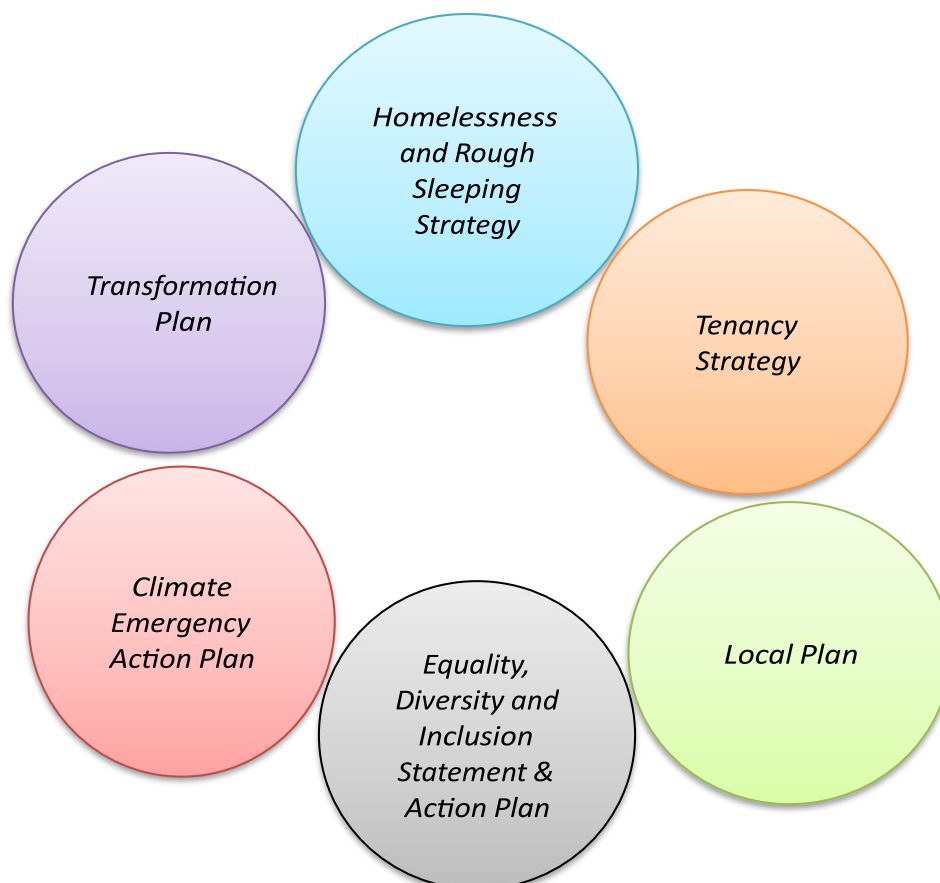 Homelessness
and Rough
Sleeping
Strategy
Transformation
Plan
Tenancy
Strategy
Climate
Emergency
Action Plan
Equality,
Diversity and
Inclusion
Statement &
Action Plan
Local Plan